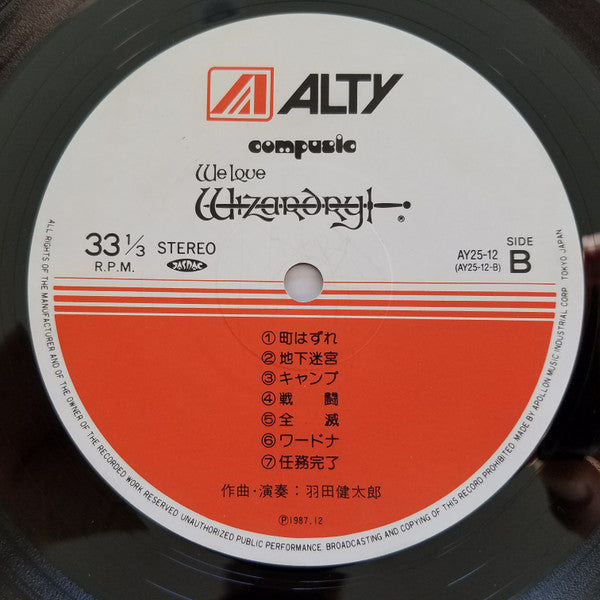 ALTY
compusic
We Love
Wizardry!®
33 1/3 STEREO
R.P.M. JASRAC
AY25-12
(AY25-12-B)
SIDE
B
①町はずれ
②地下迷宮
③キャンプ
④戦　闘
⑤全　滅
⑥ワードナ
⑦任務完了
作曲・演奏：羽田健太郎
Ⓟ1987.12
ALL RIGHTS OF THE MANUFACTURER AND OF THE OWNER OF THE RECORDED WORK RESERVED. UNAUTHORIZED PUBLIC PERFORMANCE. BROADCASTING AND COPYING OF THIS RECORD PROHIBITED. MADE BY APOLLON MUSIC INDUSTRIAL CORP. TOKYO JAPAN